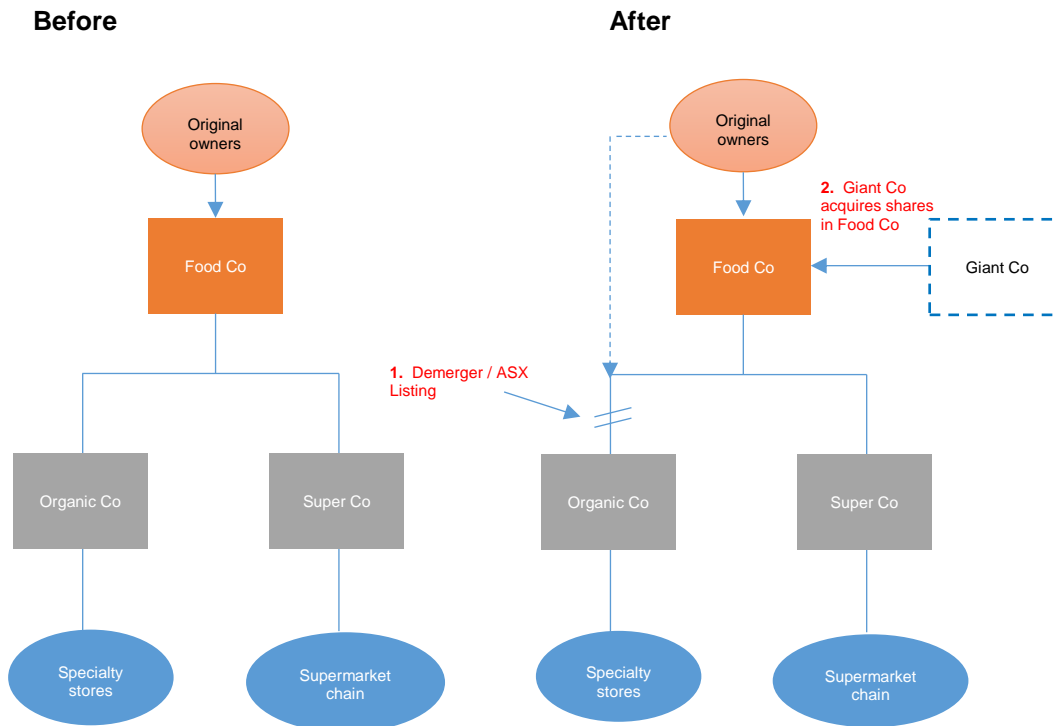 Before
After
Original
owners
Original
owners
2. Giant Co
acquires shares
in Food Co
Food Co
Food Co
Giant Co
1. Demerger / ASX
Listing
Organic Co
Super Co
Organic Co
Super Co
Specialty
stores
Supermarket
chain
Specialty
stores
Supermarket
chain